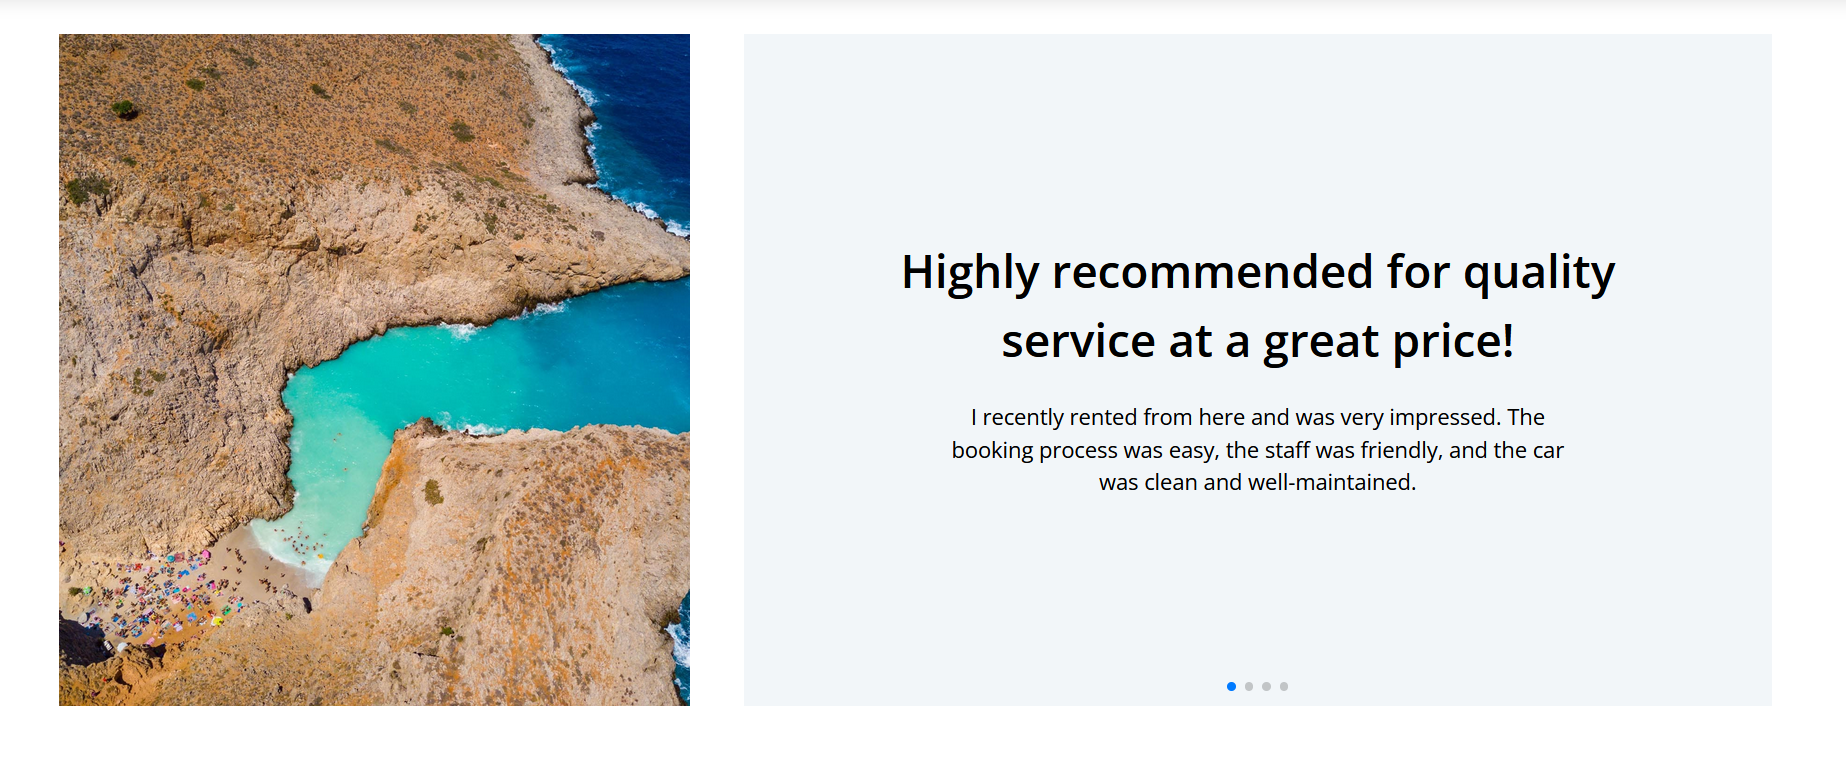 Highly recommended for quality
service at a great price!
I recently rented from here and was very impressed. The
booking process was easy, the staff was friendly, and the car
was clean and well-maintained.